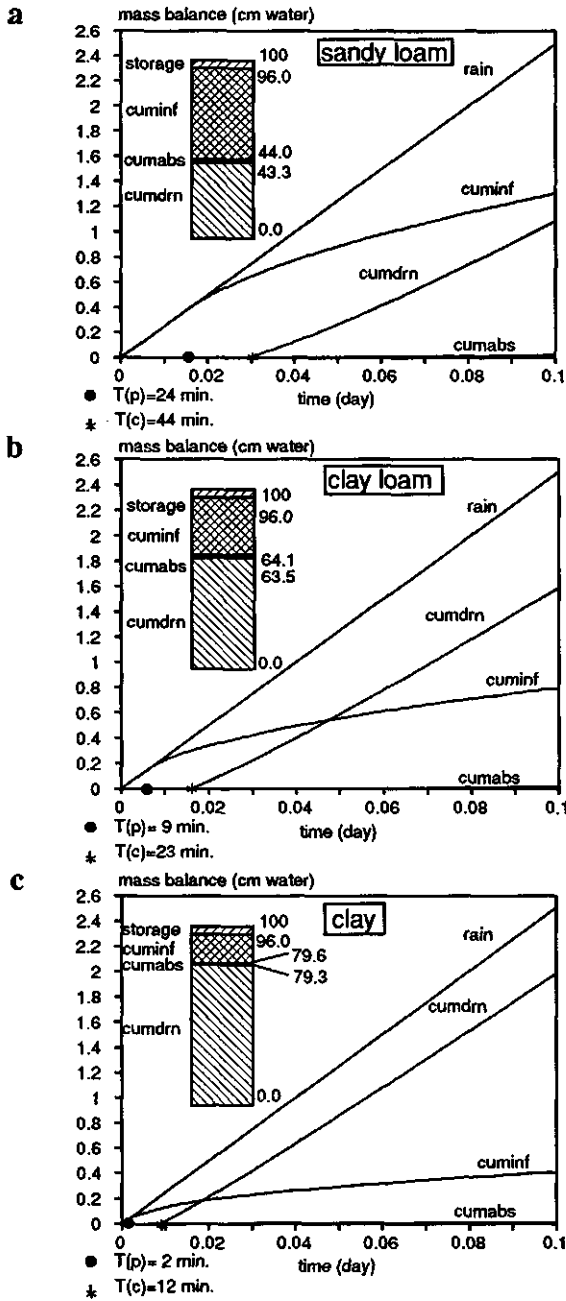 a
mass balance (cm water)
2.6
2.4
2.2
2
1.8
1.6
1.4
1.2
1
0.8
0.6
0.4
0.2
0
sandy loam
storage
cuminf
cumabs
cumdrn
100
96.0
44.0
43.3
0.0
rain
cuminf
cumdrn
cumabs
0 0.02 0.04 0.06 0.08 0.1
time (day)
● T(p)=24 min.
* T(c)=44 min.
b
mass balance (cm water)
2.6
2.4
2.2
2
1.8
1.6
1.4
1.2
1
0.8
0.6
0.4
0.2
0
clay loam
storage
cuminf
cumabs
cumdrn
100
96.0
64.1
63.5
0.0
rain
cumdrn
cuminf
cumabs
0 0.02 0.04 0.06 0.08 0.1
time (day)
● T(p)= 9 min.
* T(c)=23 min.
c
mass balance (cm water)
2.6
2.4
2.2
2
1.8
1.6
1.4
1.2
1
0.8
0.6
0.4
0.2
0
clay
storage
cuminf
cumabs
cumdrn
100
96.0
79.6
79.3
0.0
rain
cumdrn
cuminf
cumabs
0 0.02 0.04 0.06 0.08 0.1
time (day)
● T(p)= 2 min.
* T(c)=12 min.